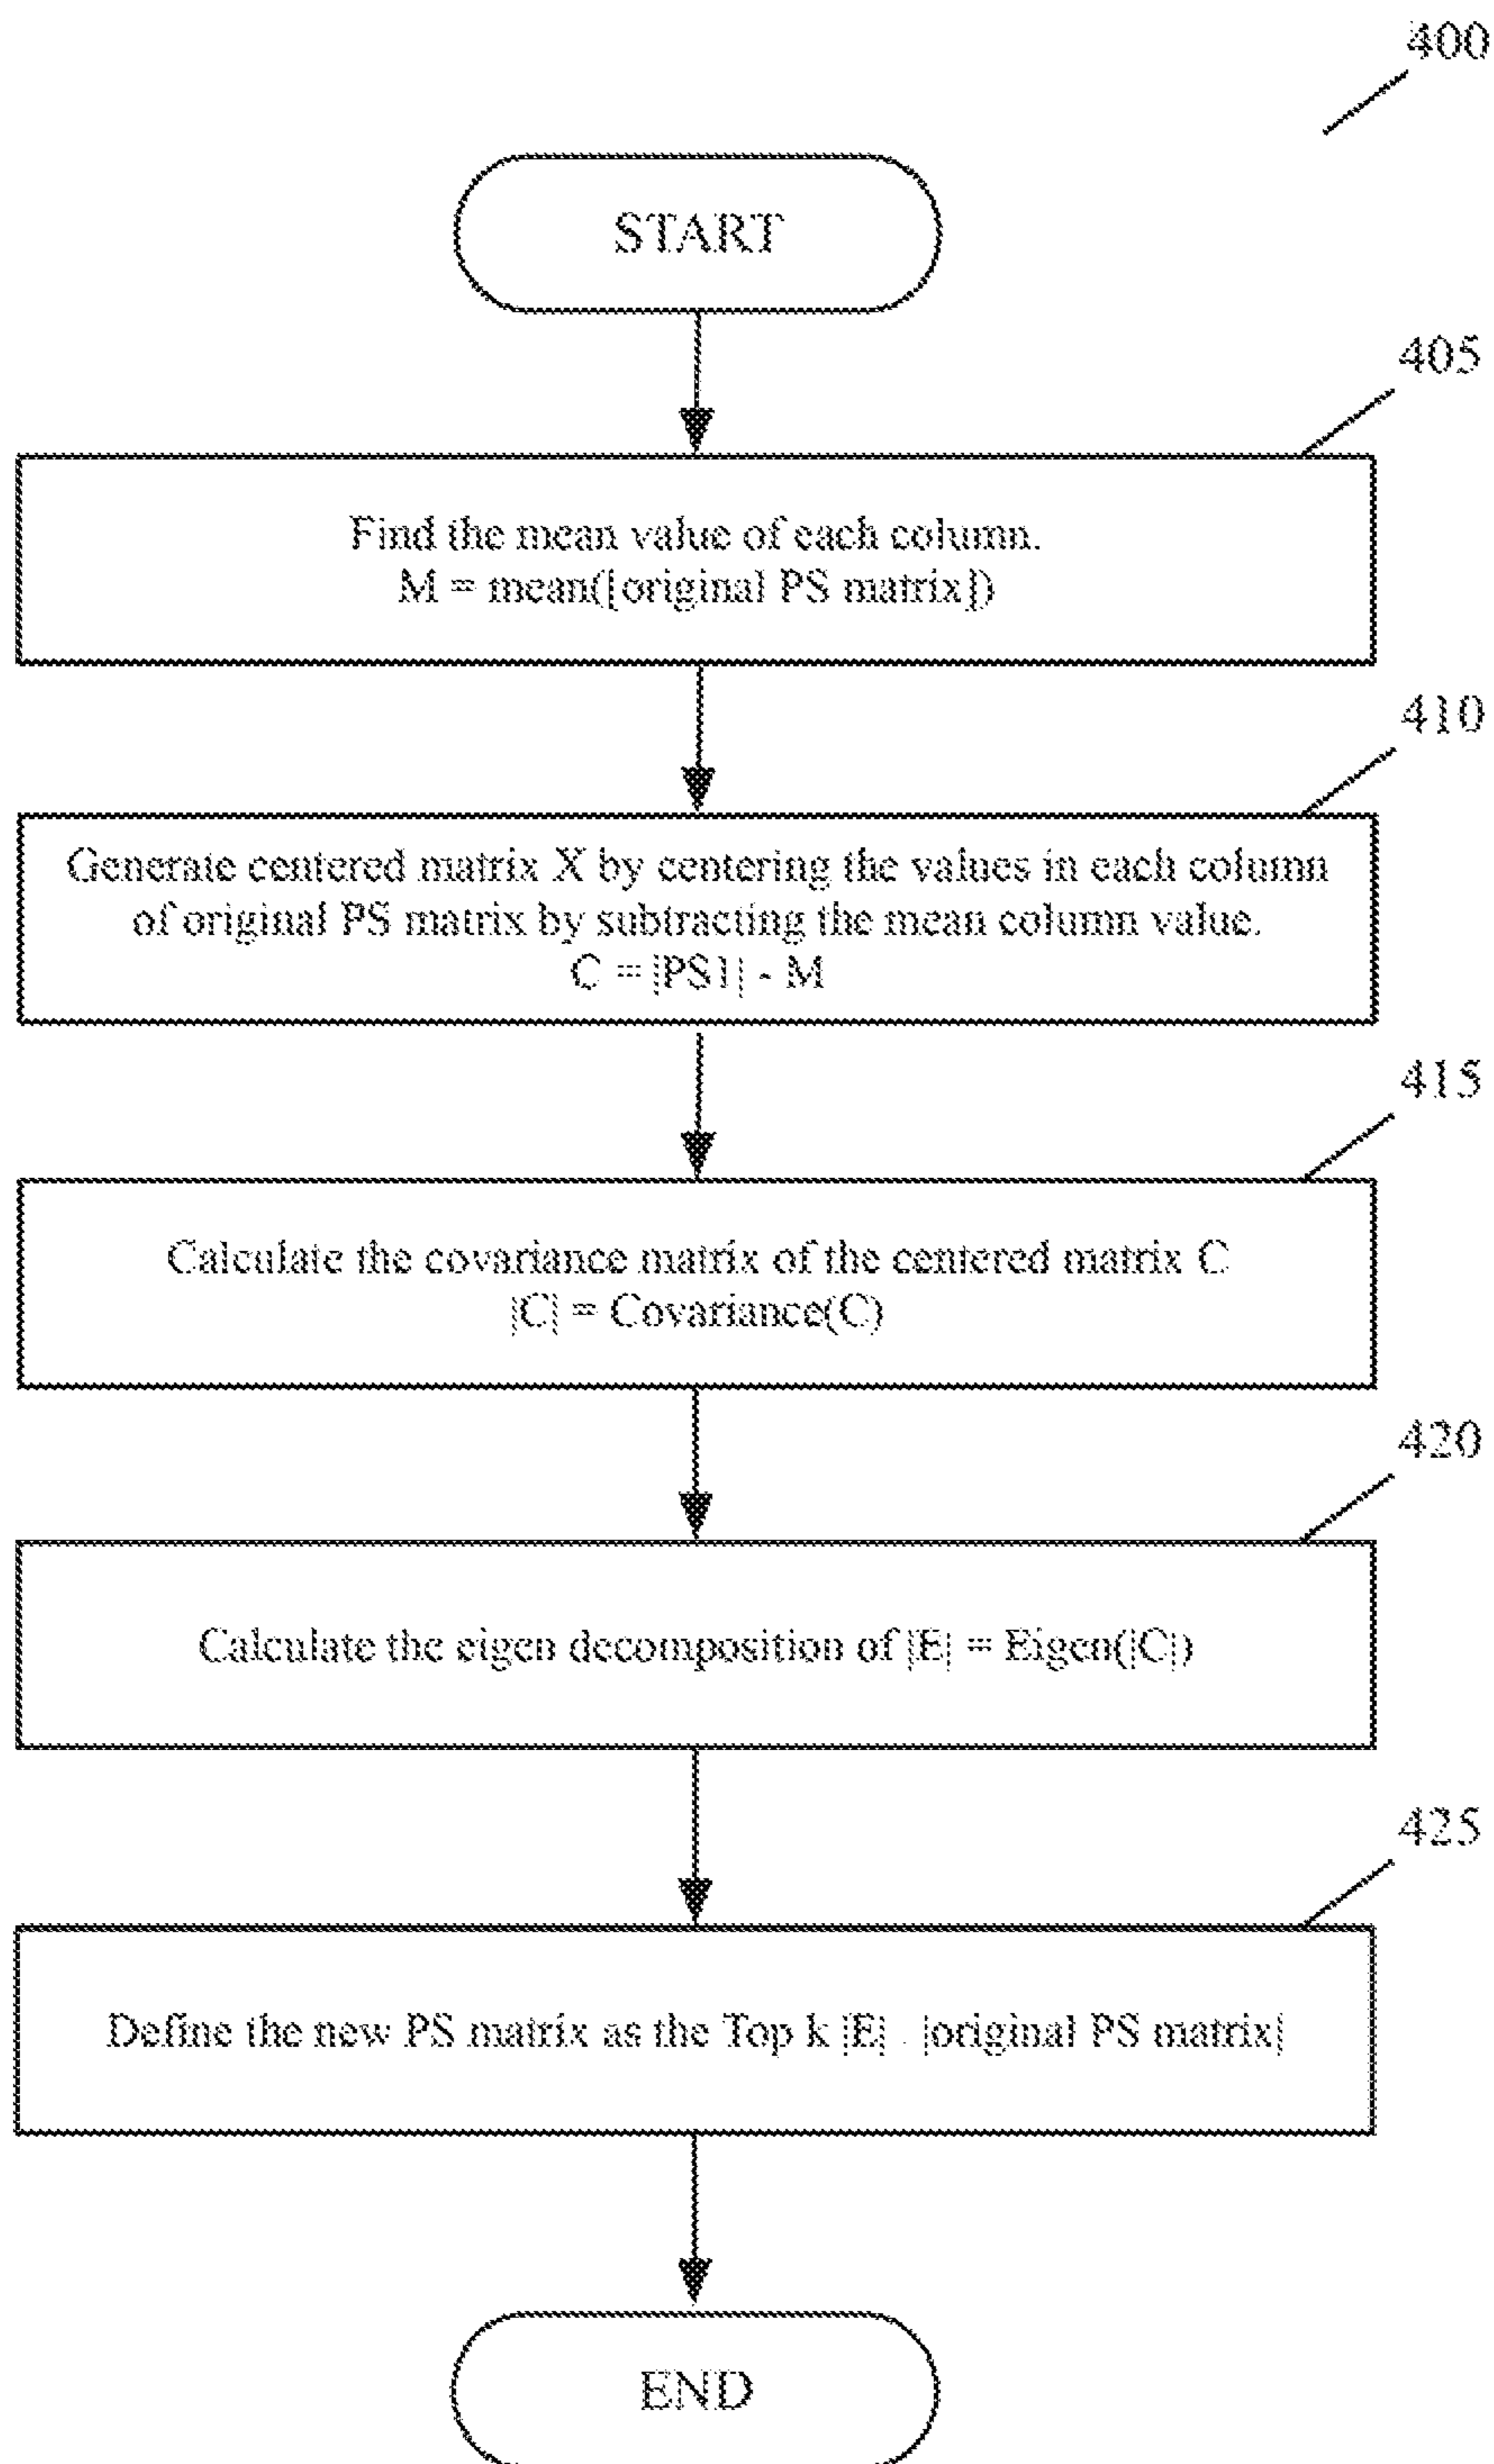 400
START
405
Find the mean value of each column.
M = mean([original PS matrix])
410
Generate centered matrix X by centering the values in each column
of original PS matrix by subtracting the mean column value.
C = |PS1| - M
415
Calculate the covariance matrix of the centered matrix C
|C| = Covariance(C)
420
Calculate the eigen decomposition of |E| = Eigen(|C|)
425
Define the new PS matrix as the Top k |E| . |original PS matrix|
END